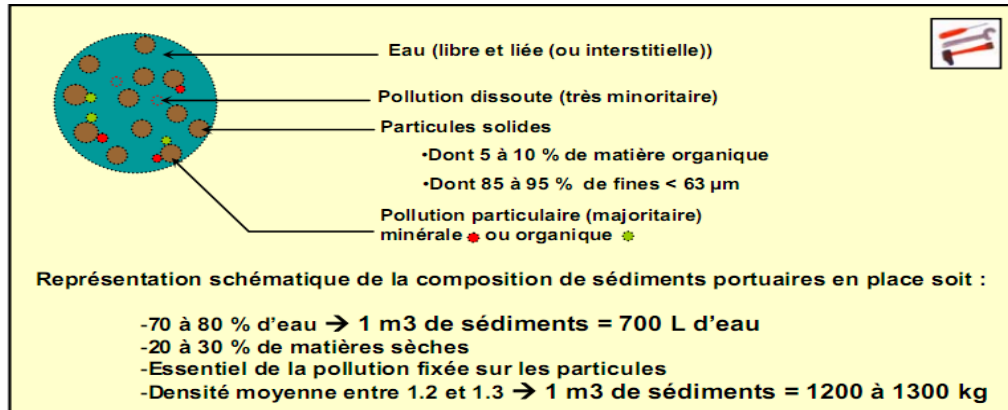 Eau (libre et liée (ou interstitielle))
Pollution dissoute (très minoritaire)
Particules solides
•Dont 5 à 10 % de matière organique
•Dont 85 à 95 % de fines < 63 µm
Pollution particulaire (majoritaire)
minérale ou organique
Représentation schématique de la composition de sédiments portuaires en place soit :
-70 à 80 % d'eau → 1 m3 de sédiments = 700 L d'eau
-20 à 30 % de matières sèches
-Essentiel de la pollution fixée sur les particules
-Densité moyenne entre 1.2 et 1.3 → 1 m3 de sédiments = 1200 à 1300 kg